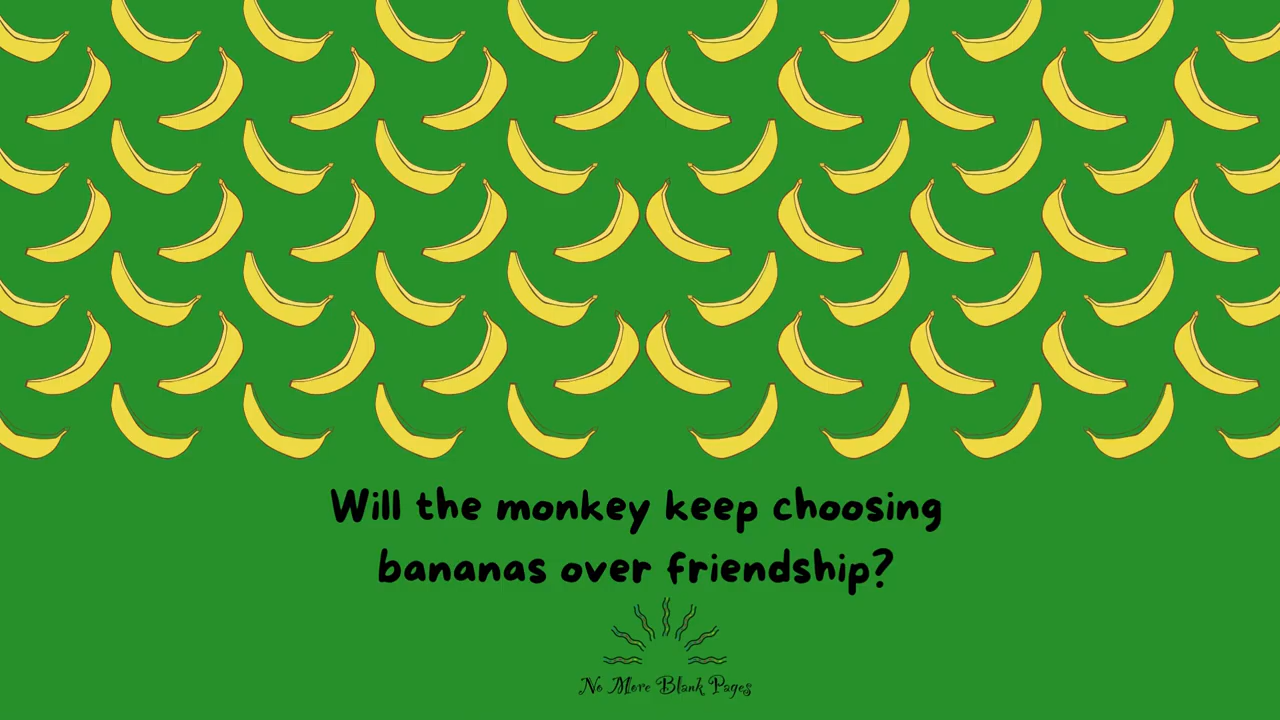 Will the monkey keep choosing
bananas over friendship?
No More Blank Pages